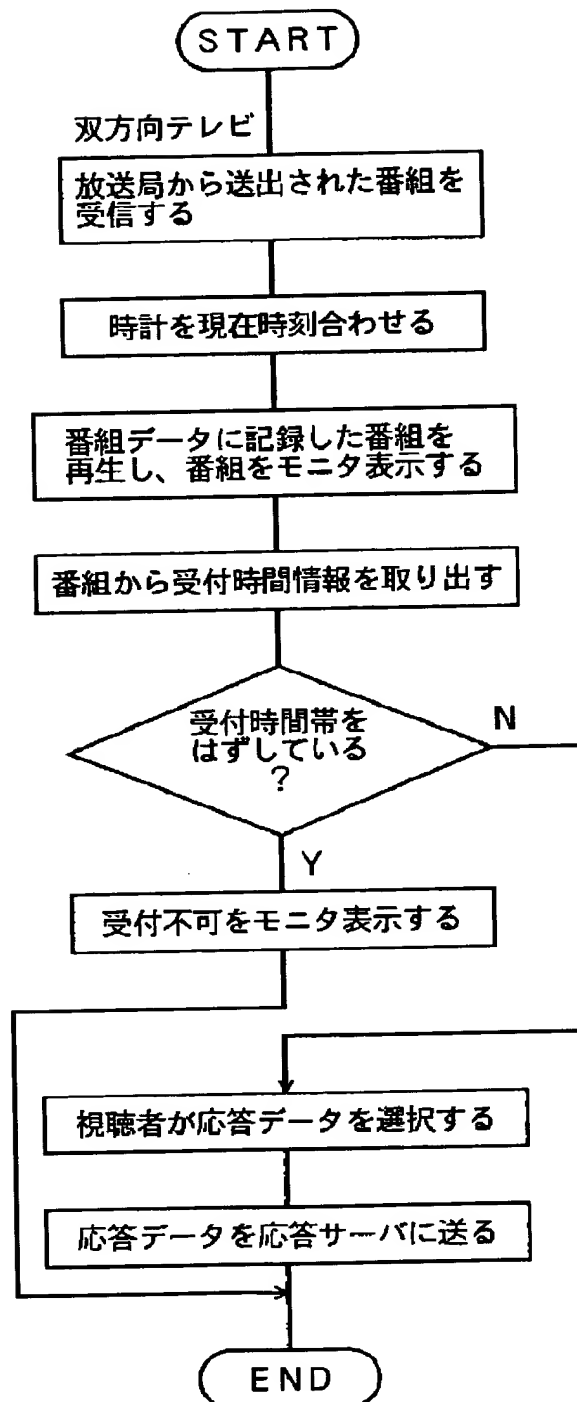 START
双方向テレビ
放送局から送出された番組を
受信する
時計を現在時刻合わせる
番組データに記録した番組を
再生し、番組をモニタ表示する
番組から受付時間情報を取り出す
受付時間帯を
はずしている
?
N
Y
受付不可をモニタ表示する
視聴者が応答データを選択する
応答データを応答サーバに送る
END